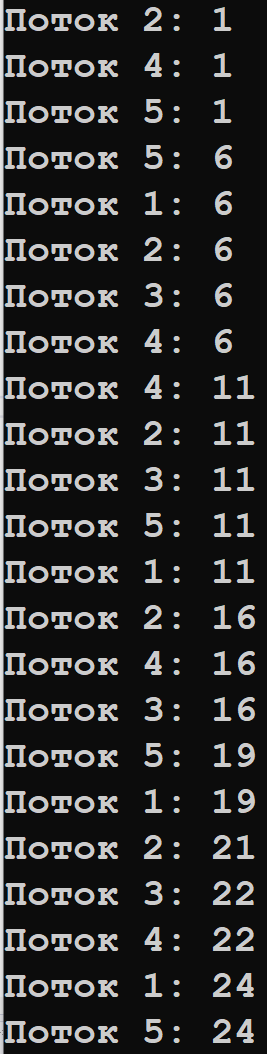 Поток 2: 1
Поток 4: 1
Поток 5: 1
Поток 5: 6
Поток 1: 6
Поток 2: 6
Поток 3: 6
Поток 4: 6
Поток 4: 11
Поток 2: 11
Поток 3: 11
Поток 5: 11
Поток 1: 11
Поток 2: 16
Поток 4: 16
Поток 3: 16
Поток 5: 19
Поток 1: 19
Поток 2: 21
Поток 3: 22
Поток 4: 22
Поток 1: 24
Поток 5: 24